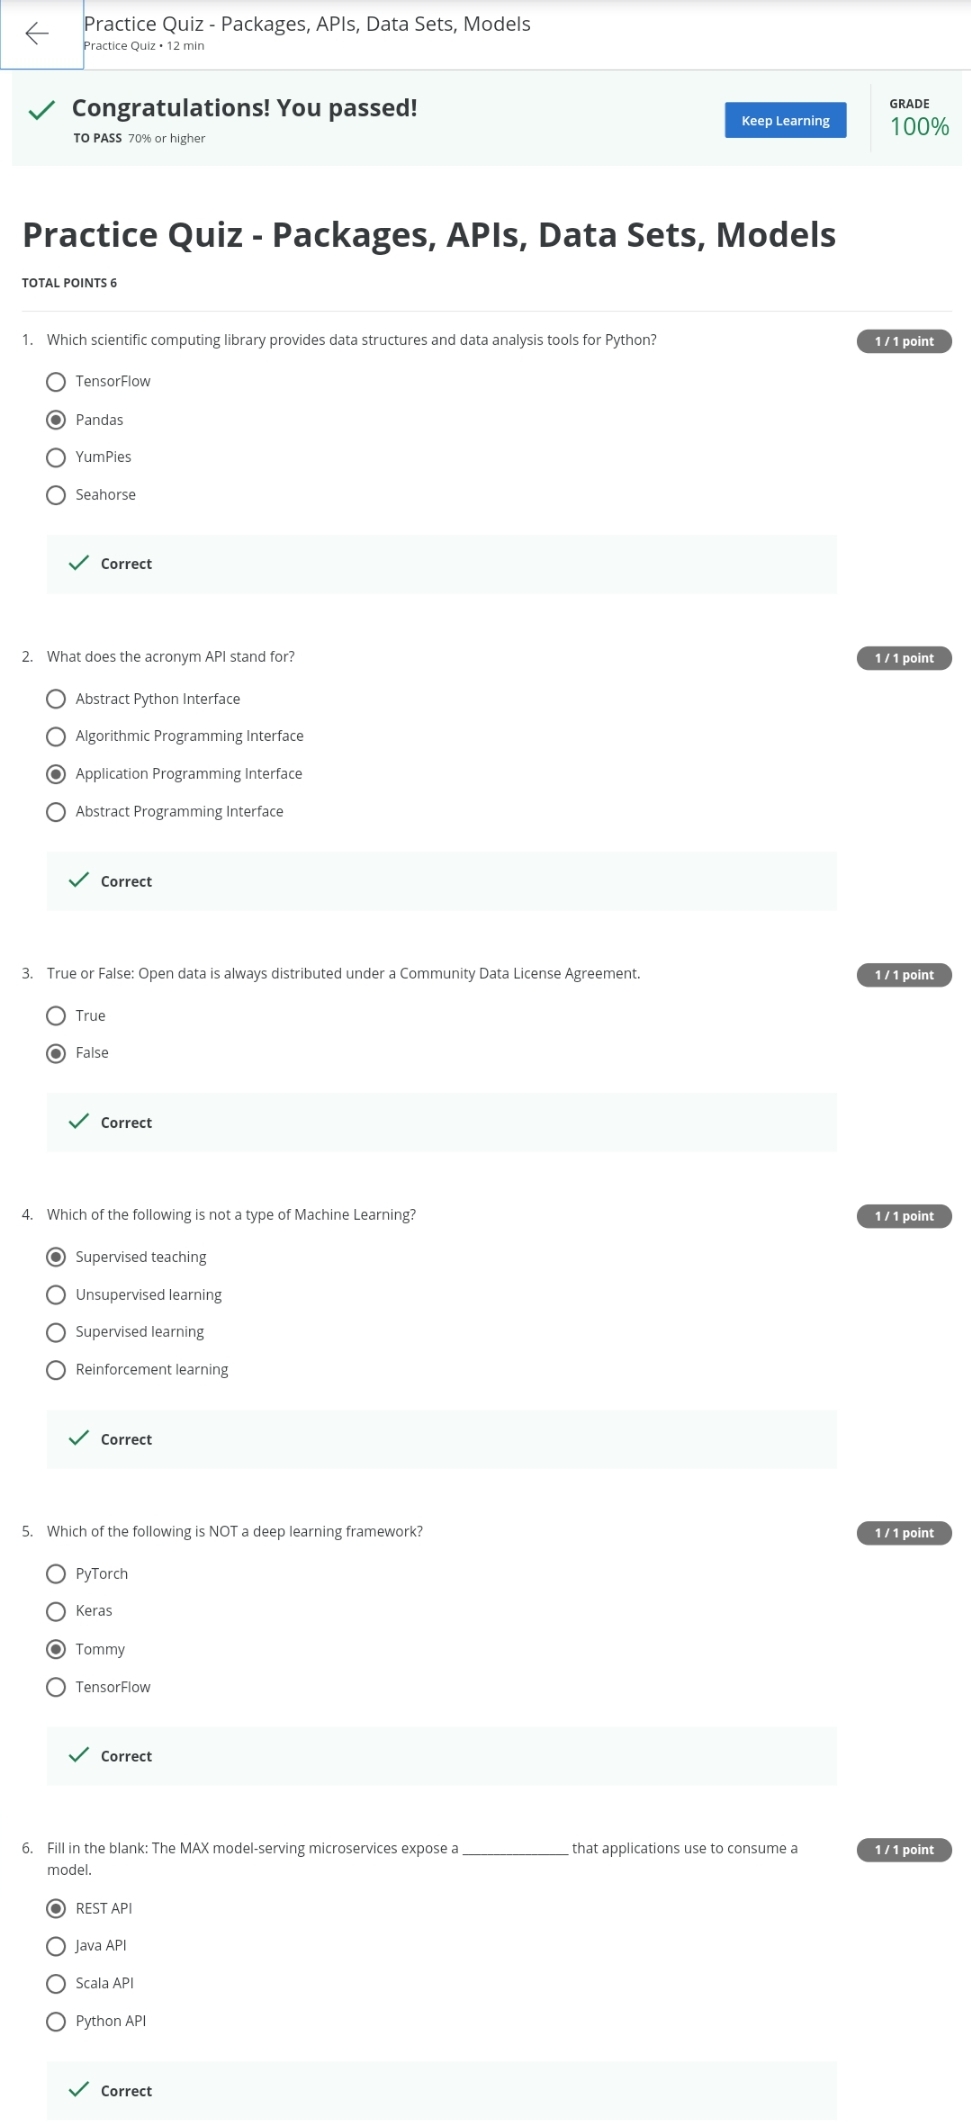 Practice Quiz - Packages, APIs, Data Sets, Models
Practice Quiz • 12 min
Congratulations! You passed!
TO PASS 70% or higher
Keep Learning
GRADE
100%
Practice Quiz - Packages, APIs, Data Sets, Models
TOTAL POINTS 6
1. Which scientific computing library provides data structures and data analysis tools for Python?
1 / 1 point
TensorFlow
Pandas
YumPies
Seahorse
Correct
2. What does the acronym API stand for?
1 / 1 point
Abstract Python Interface
Algorithmic Programming Interface
Application Programming Interface
Abstract Programming Interface
Correct
3. True or False: Open data is always distributed under a Community Data License Agreement.
1 / 1 point
True
False
Correct
4. Which of the following is not a type of Machine Learning?
1 / 1 point
Supervised teaching
Unsupervised learning
Supervised learning
Reinforcement learning
Correct
5. Which of the following is NOT a deep learning framework?
1 / 1 point
PyTorch
Keras
Tommy
TensorFlow
Correct
6. Fill in the blank: The MAX model-serving microservices expose a _______________ that applications use to consume a
model.
1 / 1 point
REST API
Java API
Scala API
Python API
Correct